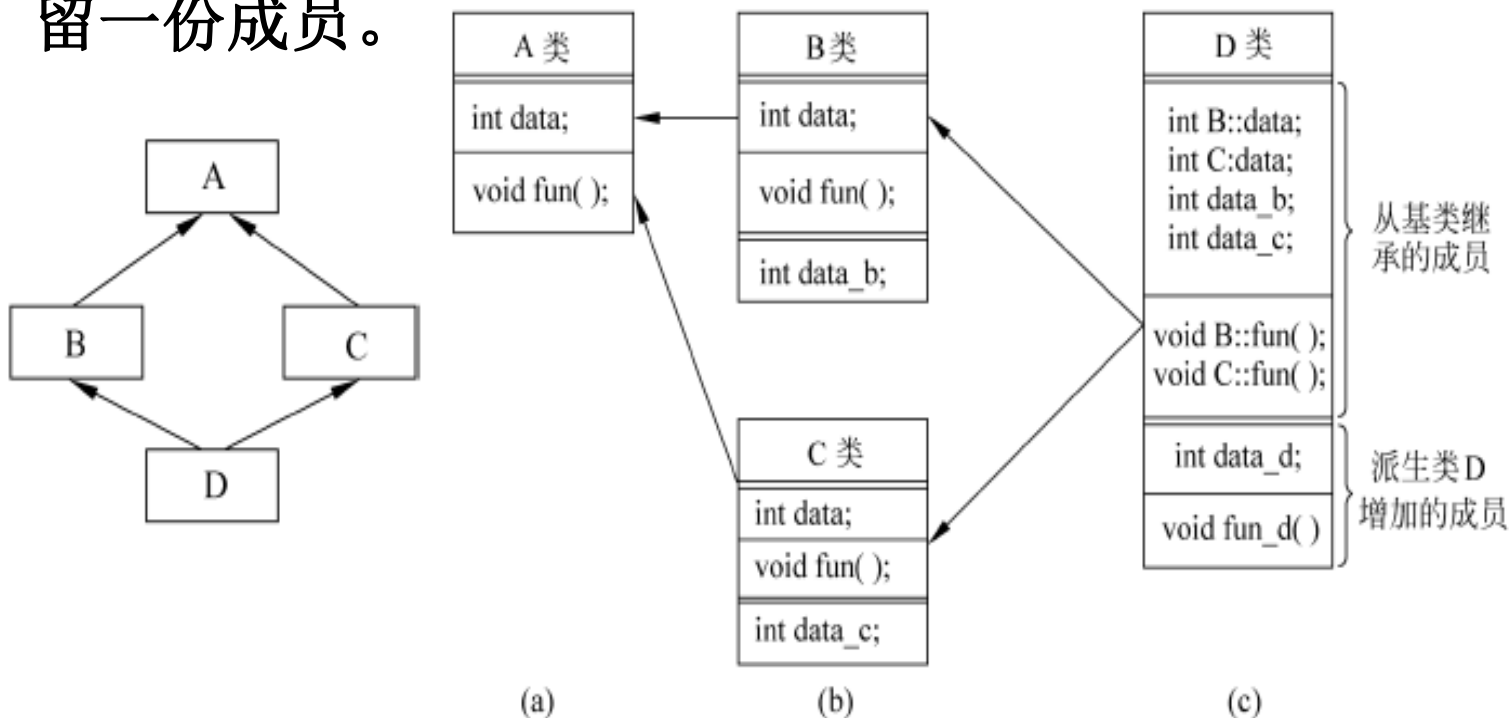 留一份成员。
A
B
C
D
A 类
int data;
void fun( );
(a)
B类
int data;
void fun( );
int data_b;
C 类
int data;
void fun( );
int data_c;
(b)
D 类
int B::data;
int C:data;
int data_b;
int data_c;
void B::fun( );
void C::fun( );
int data_d;
void fun_d( )
(c)
从基类继
承的成员
派生类D
增加的成员